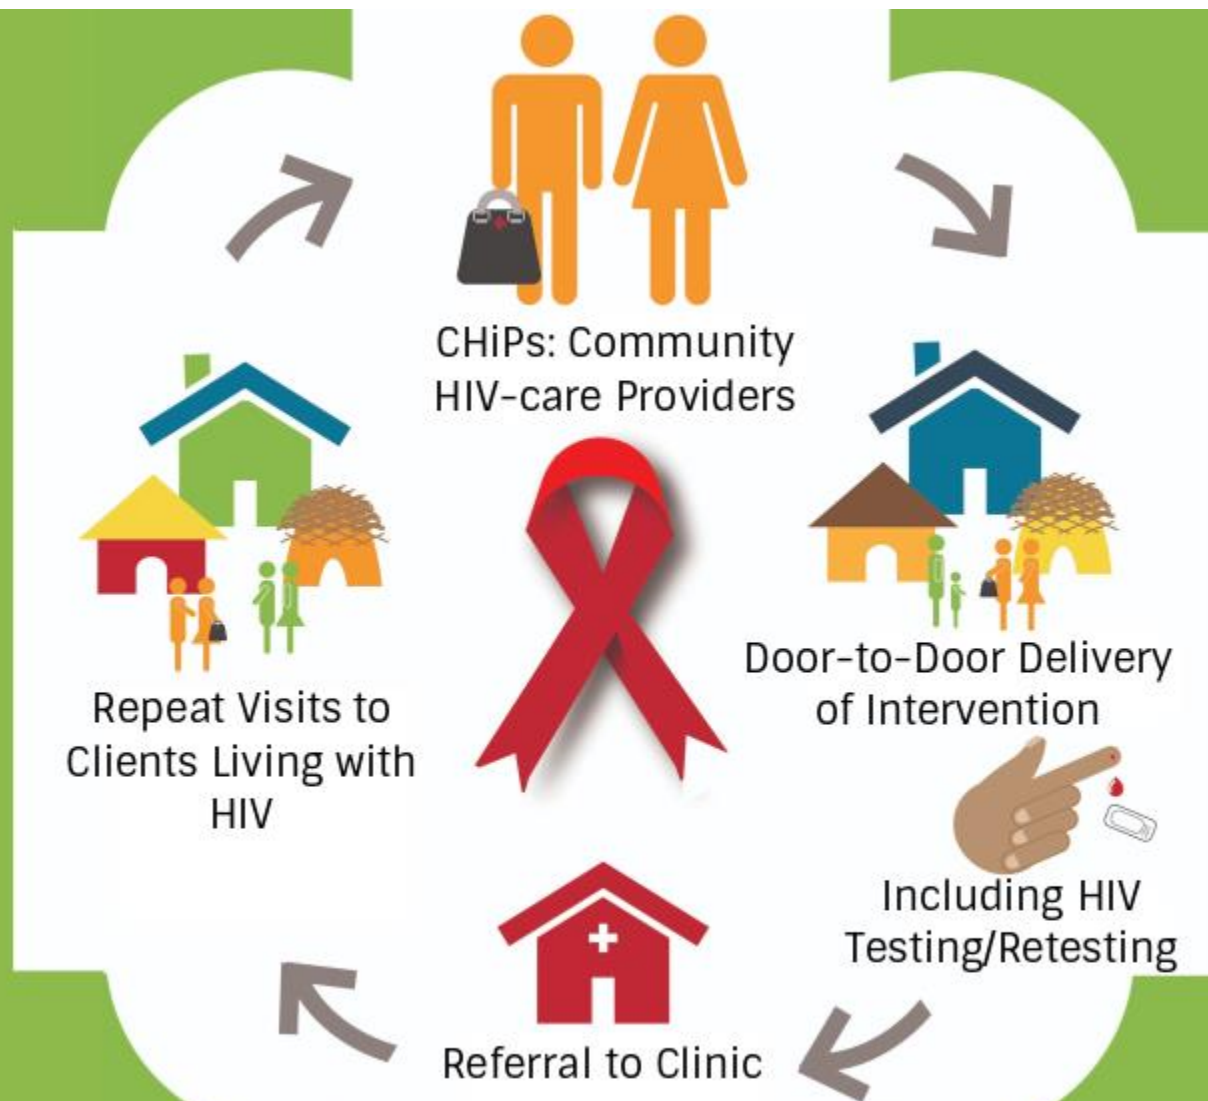 CHiPs: Community
HIV-care Providers
Door-to-Door Delivery
of Intervention
Including HIV
Testing/Retesting
Referral to Clinic
Repeat Visits to
Clients Living with
HIV